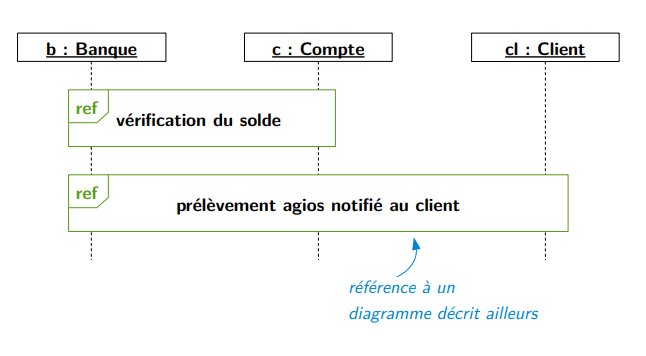 b : Banque
c : Compte
cl : Client
ref
vérification du solde
ref
prélèvement agios notifié au client
référence à un
diagramme décrit ailleurs